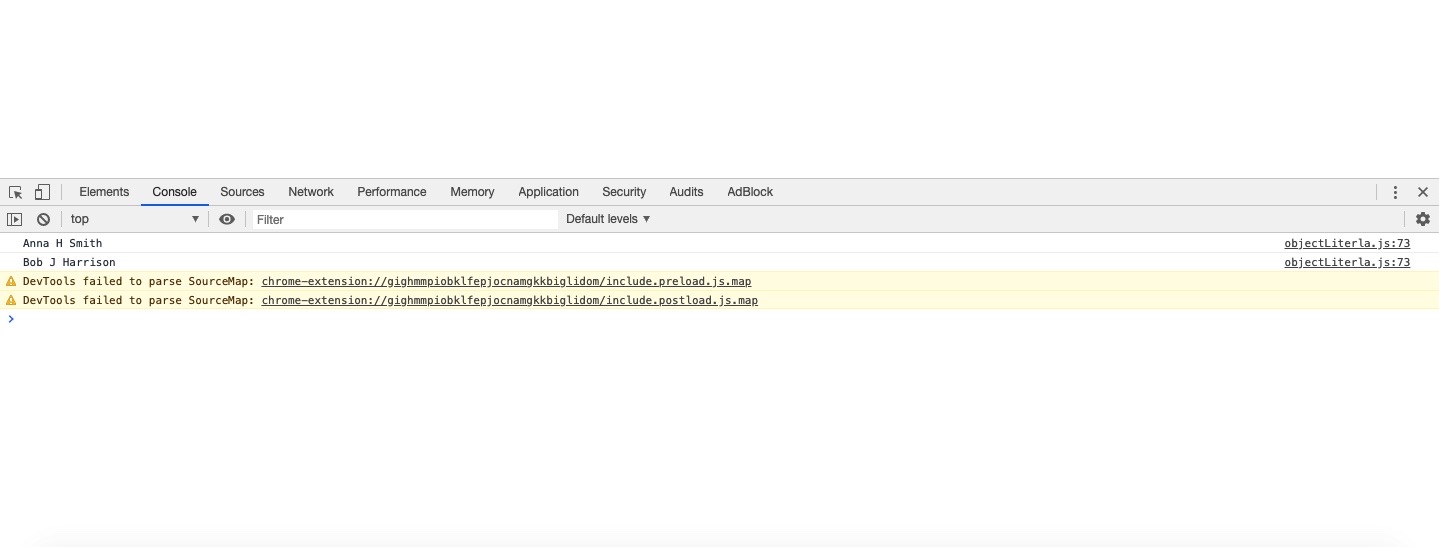 Elements Console Sources Network Performance Memory Application Security Audits AdBlock
top Filter Default levels
Anna H Smith objectLiterla.js:73
Bob J Harrison objectLiterla.js:73
DevTools failed to parse SourceMap: chrome-extension://gighmmpiobklfepjocnamgkkbiglidom/include.preload.js.map
DevTools failed to parse SourceMap: chrome-extension://gighmmpiobklfepjocnamgkkbiglidom/include.postload.js.map